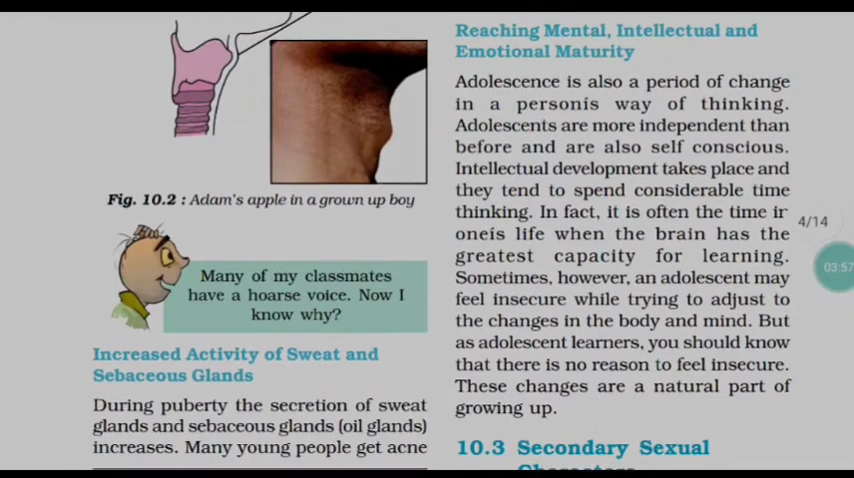 Fig. 10.2 : Adam's apple in a grown up boy
Many of my classmates
have a hoarse voice. Now I
know why?
Increased Activity of Sweat and
Sebaceous Glands
During puberty the secretion of sweat
glands and sebaceous glands (oil glands)
increases. Many young people get acne
Reaching Mental, Intellectual and
Emotional Maturity
Adolescence is also a period of change
in a personís way of thinking.
Adolescents are more independent than
before and are also self conscious.
Intellectual development takes place and
they tend to spend considerable time
thinking. In fact, it is often the time ir
oneís life when the brain has the
greatest capacity for learning.
Sometimes, however, an adolescent may
feel insecure while trying to adjust to
the changes in the body and mind. But
as adolescent learners, you should know
that there is no reason to feel insecure.
These changes are a natural part of
growing up.
10.3 Secondary Sexual
4/14
03:57